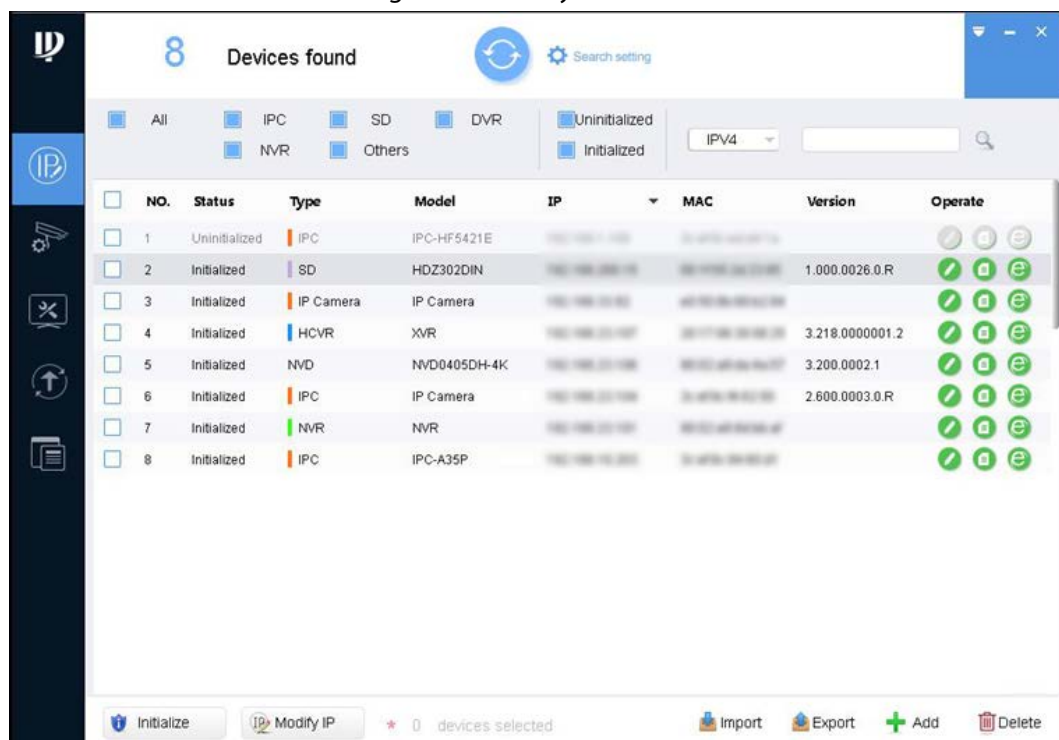 8 Devices found Search setting
All IPC SD DVR Uninitialized
NVR Others Initialized IPV4
NO. Status Type Model IP MAC Version Operate
1 Uninitialized IPC IPC-HF5421E
2 Initialized SD HDZ302DIN 1.000.0026.0.R
3 Initialized IP Camera IP Camera
4 Initialized HCVR XVR 3.218.0000001.2
5 Initialized NVD NVD0405DH-4K 3.200.0002.1
6 Initialized IPC IP Camera 2.600.0003.0.R
7 Initialized NVR NVR
8 Initialized IPC IPC-A35P
Initialize IP Modify IP * 0 devices selected Import Export Add Delete